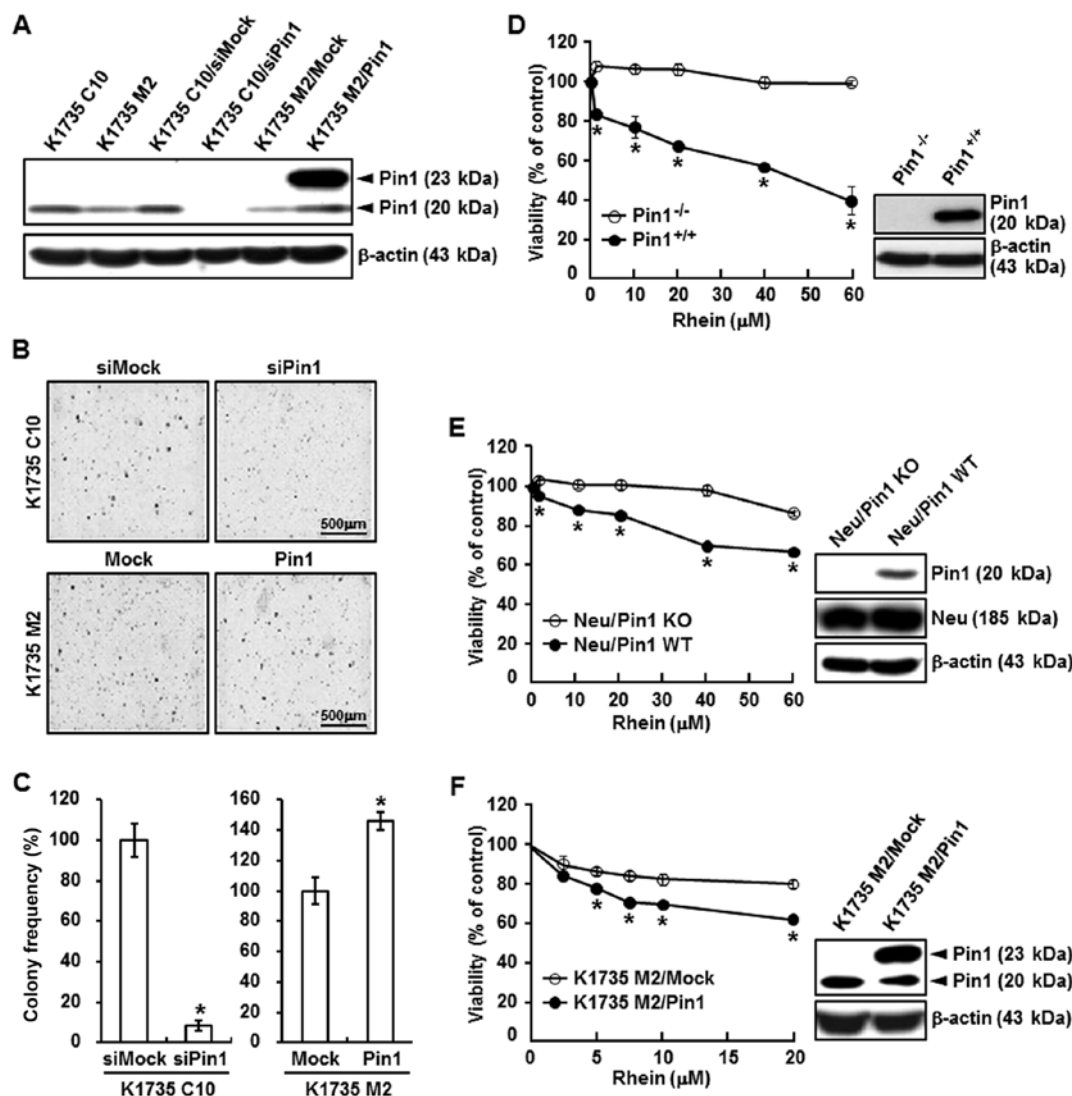 A
K1735 C10
K1735 M2
K1735 C10/siMock
K1735 C10/siPin1
K1735 M2/Mock
K1735 M2/Pin1
Pin1 (23 kDa)
Pin1 (20 kDa)
β-actin (43 kDa)
B
siMock
siPin1
K1735 C10
500μm
Mock
Pin1
K1735 M2
500μm
C
Colony frequency (%)
120
100
80
60
40
20
0
*
siMock siPin1
K1735 C10
160
140
120
100
80
60
40
20
0
*
Mock Pin1
K1735 M2
D
Viability (% of control)
120
100
80
60
40
20
0
* * * * *
Pin1-/-
Pin1+/+
0 10 20 30 40 50 60
Rhein (μM)
Pin1-/-
Pin1+/+
Pin1
(20 kDa)
β-actin
(43 kDa)
E
Viability (% of control)
120
100
80
60
40
20
0
* * * * *
Neu/Pin1 KO
Neu/Pin1 WT
0 10 20 30 40 50 60
Rhein (μM)
Neu/Pin1 KO
Neu/Pin1 WT
Pin1 (20 kDa)
Neu (185 kDa)
β-actin (43 kDa)
F
Viability (% of control)
120
100
80
60
40
20
0
* * * *
K1735 M2/Mock
K1735 M2/Pin1
0 5 10 15 20
Rhein (μM)
K1735 M2/Mock
K1735 M2/Pin1
Pin1 (23 kDa)
Pin1 (20 kDa)
β-actin (43 kDa)